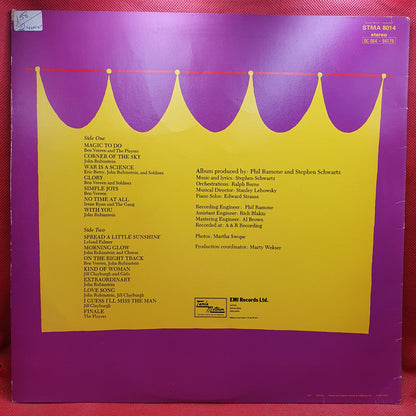 STMA 8014
stereo
OC 064 · 94176
Side One
MAGIC TO DO
Ben Vereen and The Players
CORNER OF THE SKY
John Rubinstein
WAR IS A SCIENCE
Eric Berry, John Rubinstein, and Soldiers
GLORY
Ben Vereen and Soldiers
SIMPLE JOYS
Ben Vereen
NO TIME AT ALL
Irene Ryan and The Gang
WITH YOU
John Rubinstein
Side Two
SPREAD A LITTLE SUNSHINE
Leland Palmer
MORNING GLOW
John Rubinstein and Chorus
ON THE RIGHT TRACK
Ben Vereen, John Rubinstein
KIND OF WOMAN
Jill Clayburgh and Girls
EXTRAORDINARY
John Rubinstein
LOVE SONG
John Rubinstein, Jill Clayburgh
I GUESS I'LL MISS THE MAN
Jill Clayburgh
FINALE
The Players
Album produced by: Phil Ramone and Stephen Schwartz
Music and lyrics: Stephen Schwartz
Orchestrations: Ralph Burns
Musical Director: Stanley Lebowsky
Piano Solos: Edward Strauss
Recording Engineer: Phil Ramone
Assistant Engineer: Rich Blakin
Mastering Engineer: Al Brown
Recorded at: A & R Recording
Photos: Martha Swope
Production coordinator: Marty Wekser
Tamla
Motown
EMI Records Ltd.